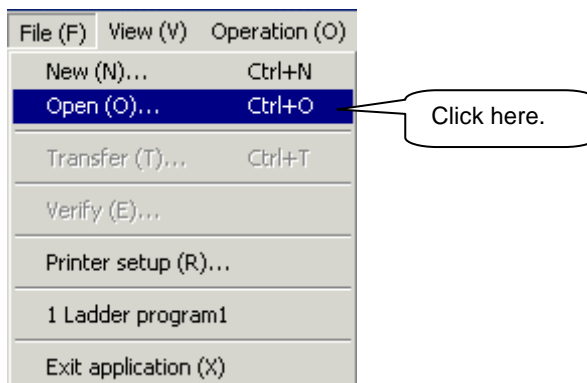 File (F) View (V) Operation (O)
New (N)... Ctrl+N
Open (O)... Ctrl+O
Click here.
Transfer (T)... Ctrl+T
Verify (E)...
Printer setup (R)...
1 Ladder program1
Exit application (X)